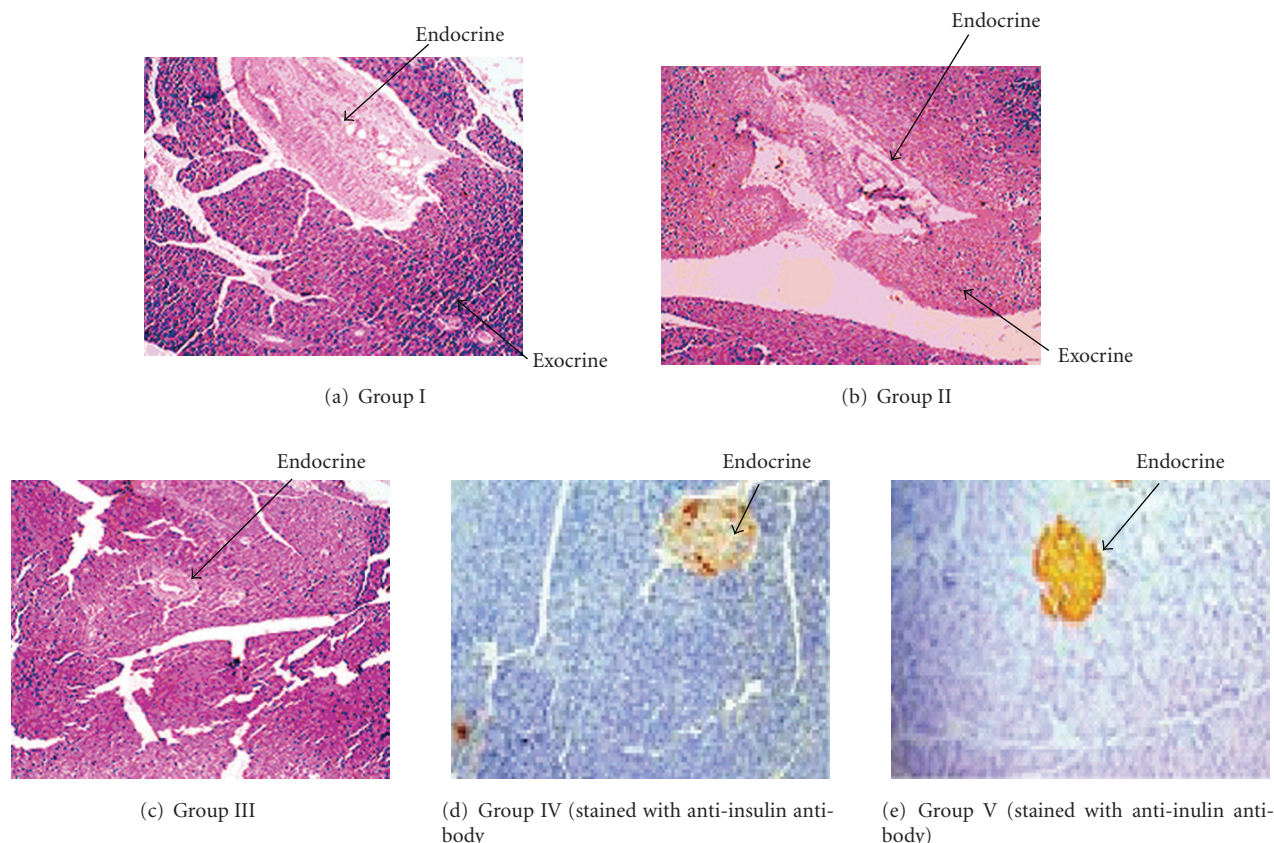 Endocrine
Endocrine
Exocrine
Exocrine
(a) Group I
(b) Group II
Endocrine
Endocrine
Endocrine
(c) Group III
(d) Group IV (stained with anti-insulin anti-
body
(e) Group V (stained with anti-inulin anti-
body)